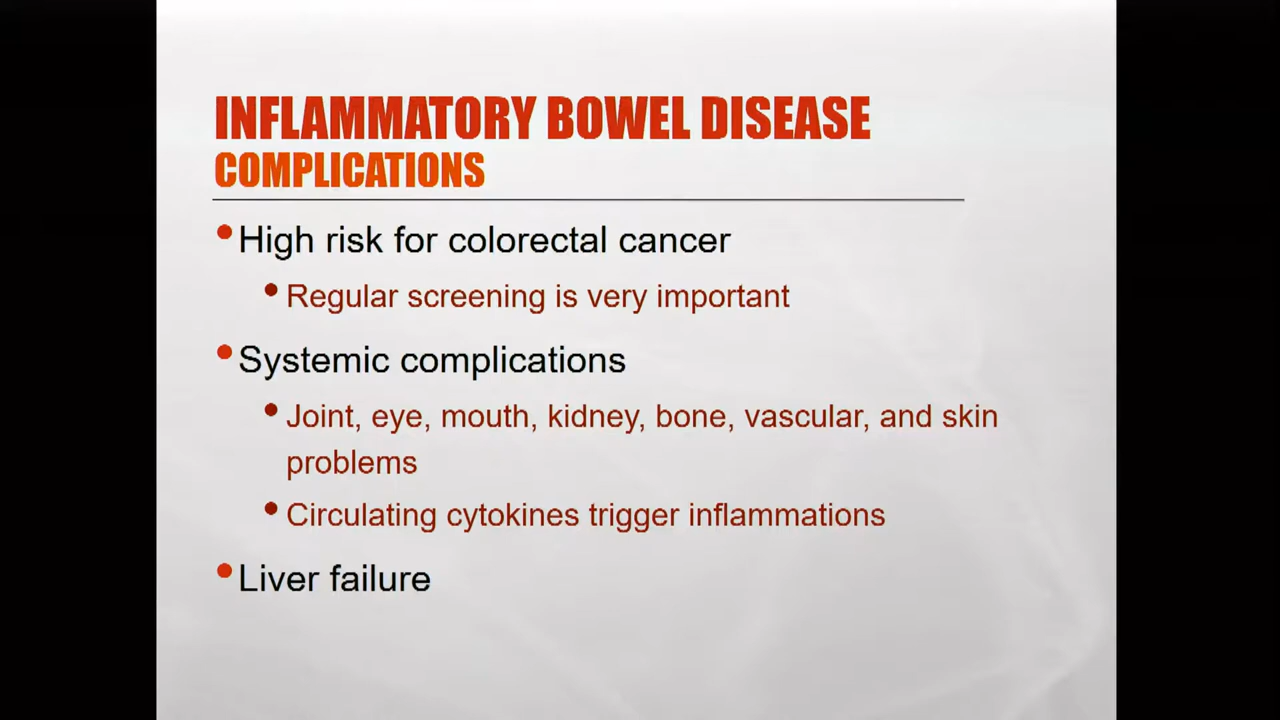 INFLAMMATORY BOWEL DISEASE
COMPLICATIONS
•High risk for colorectal cancer
•Regular screening is very important
•Systemic complications
•Joint, eye, mouth, kidney, bone, vascular, and skin
problems
•Circulating cytokines trigger inflammations
•Liver failure